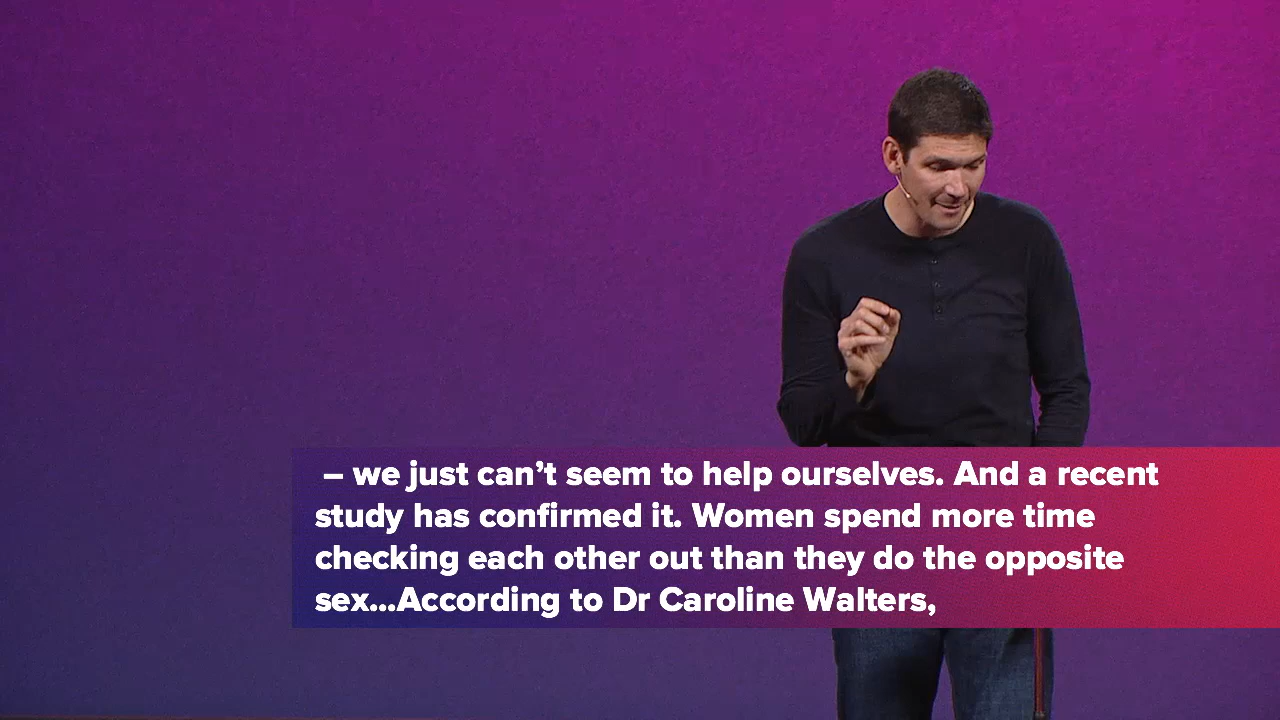 – we just can’t seem to help ourselves. And a recent
study has confirmed it. Women spend more time
checking each other out than they do the opposite
sex...According to Dr Caroline Walters,